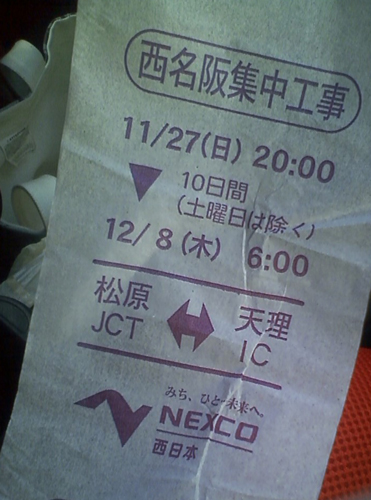 西名阪集中工事
11/27(日) 20:00
10日間
(土曜日は除く)
12/8(木) 6:00
松原 天理
JCT IC
みち、ひと…未来へ。
NEXCO
西日本